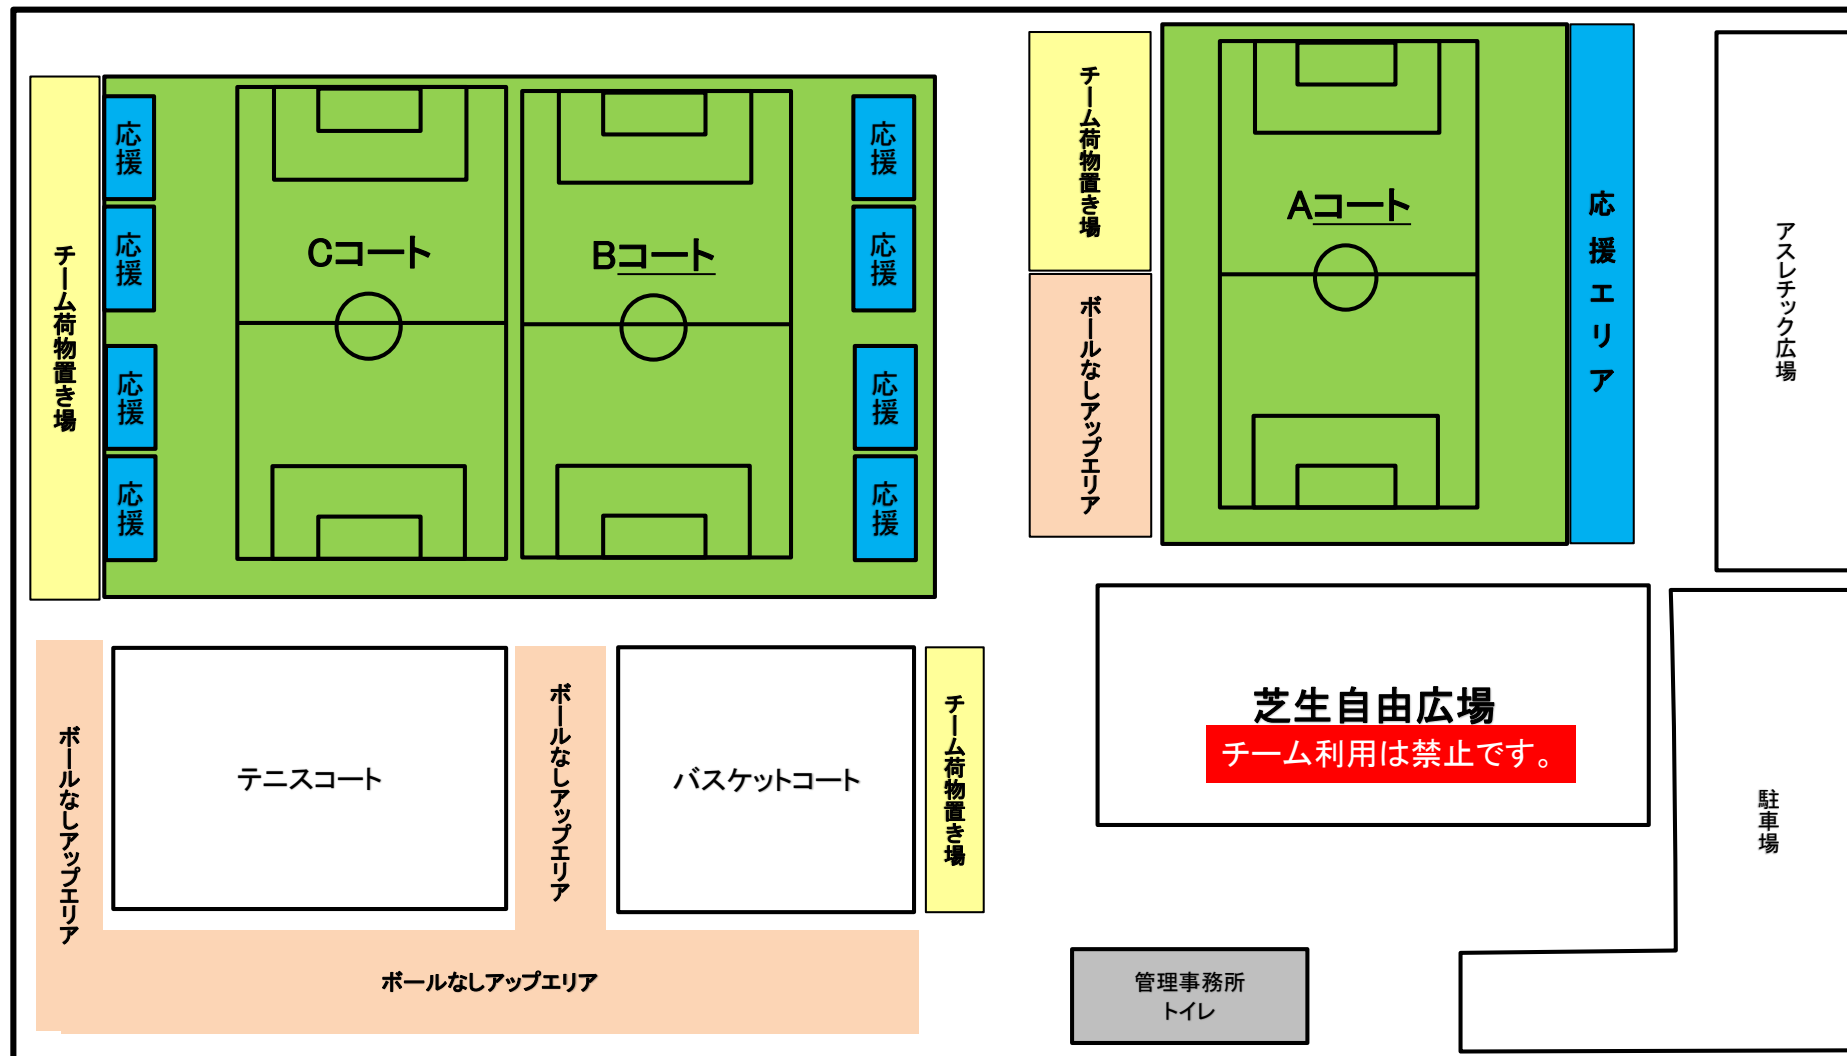 チーム荷物置き場
応援
応援
応援
応援
Cコート
Bコート
応援
応援
応援
応援
チーム荷物置き場
ボールなしアップエリア
Aコート
応援エリア
アスレチック広場
ボールなしアップエリア
テニスコート
ボールなしアップエリア
バスケットコート
チーム荷物置き場
ボールなしアップエリア
芝生自由広場
チーム利用は禁止です。
駐車場
管理事務所
トイレ